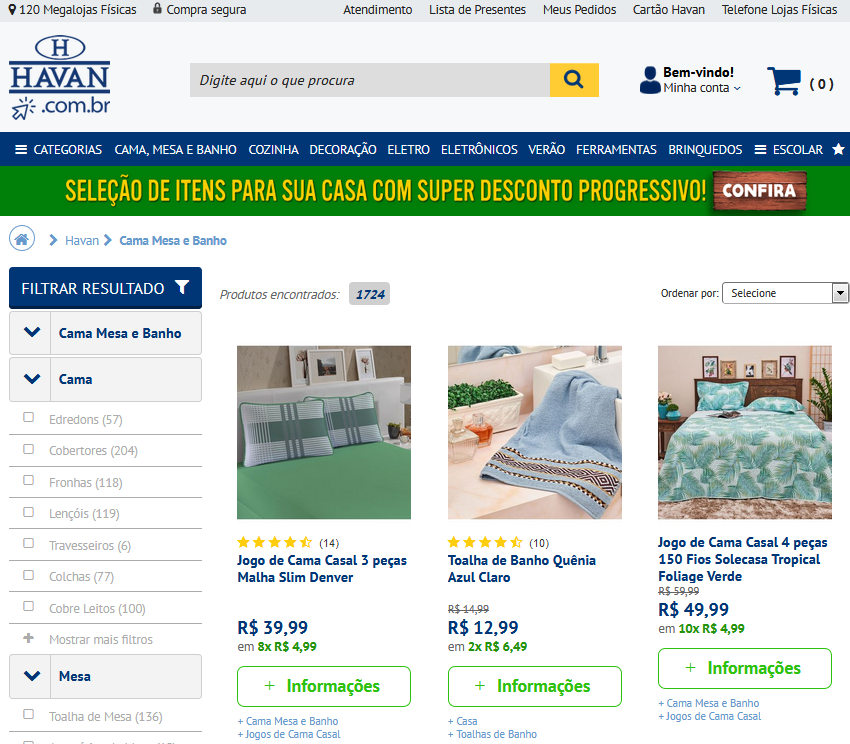 120 Megalojas Físicas Compra segura Atendimento Lista de Presentes Meus Pedidos Cartão Havan Telefone Lojas Físicas
H
HAVAN
.com.br
Digite aqui o que procura
Bem-vindo!
Minha conta
( 0 )
CATEGORIAS CAMA, MESA E BANHO COZINHA DECORAÇÃO ELETRO ELETRÔNICOS VERÃO FERRAMENTAS BRINQUEDOS ESCOLAR
SELEÇÃO DE ITENS PARA SUA CASA COM SUPER DESCONTO PROGRESSIVO! CONFIRA
Havan Cama Mesa e Banho
FILTRAR RESULTADO
Cama Mesa e Banho
Cama
Edredons (57)
Cobertores (204)
Fronhas (118)
Lençóis (119)
Travesseiros (6)
Colchas (77)
Cobre Leitos (100)
Mostrar mais filtros
Mesa
Toalha de Mesa (136)
Produtos encontrados: 1724
Ordenar por: Selecione
(14)
Jogo de Cama Casal 3 peças
Malha Slim Denver
R$ 39,99
em 8x R$ 4,99
+ Informações
+ Cama Mesa e Banho
+ Jogos de Cama Casal
(10)
Toalha de Banho Quênia
Azul Claro
R$ 14,99
R$ 12,99
em 2x R$ 6,49
+ Informações
+ Casa
+ Toalhas de Banho
Jogo de Cama Casal 4 peças
150 Fios Solecasa Tropical
Foliage Verde
R$ 59,99
R$ 49,99
em 10x R$ 4,99
+ Informações
+ Cama Mesa e Banho
+ Jogos de Cama Casal